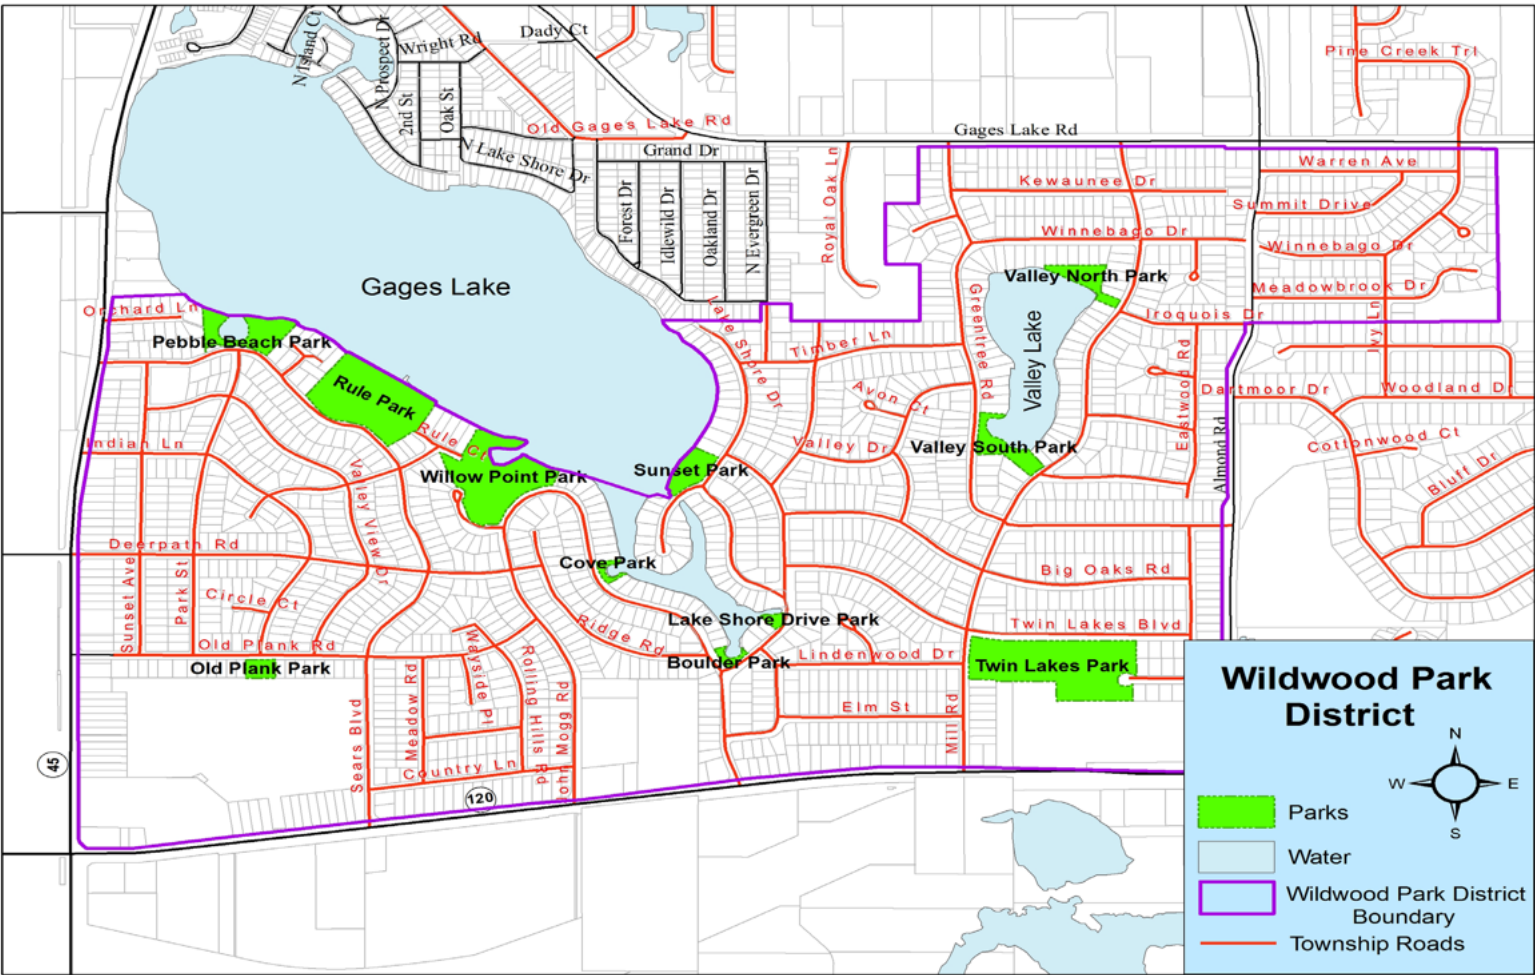 N Island Ct
N Prospect Dr
Wright Rd
Dady Ct
Pine Creek Trl
2nd St
Oak St
Old Gages Lake Rd
Gages Lake Rd
N Lake Shore Dr
Grand Dr
Royal Oak Ln
Warren Ave
Kewaunee Dr
Forest Dr
Idlewild Dr
Oakland Dr
N Evergreen Dr
Summit Drive
Winnebago Dr
Winnebago Dr
Valley North Park
Gages Lake
Meadowbrook Dr
Orchard Ln
Lake Shore Dr
Greentree Rd
Iroquois Dr
Ivy Ln
Pebble Beach Park
Timber Ln
Valley Lake
Eastwood Rd
Rule Park
Avon Ct
Dartmoor Dr
Woodland Dr
Indian Ln
Rule Ct
Valley Dr
Valley South Park
Almond Rd
Cottonwood Ct
Willow Point Park
Sunset Park
Bluff Dr
Valley View Dr
Deerpath Rd
Cove Park
Big Oaks Rd
Sunset Ave
Park St
Circle Ct
Ridge Rd
Lake Shore Drive Park
Twin Lakes Blvd
Old Plank Rd
Old Plank Park
Wayside Pl
Rolling Hills Rd
Boulder Park
Lindenwood Dr
Twin Lakes Park
Sears Blvd
Meadow Rd
John Mogg Rd
Elm St
Mill Rd
Country Ln
45
120
Wildwood Park
District
N
W
E
S
Parks
Water
Wildwood Park District
Boundary
Township Roads